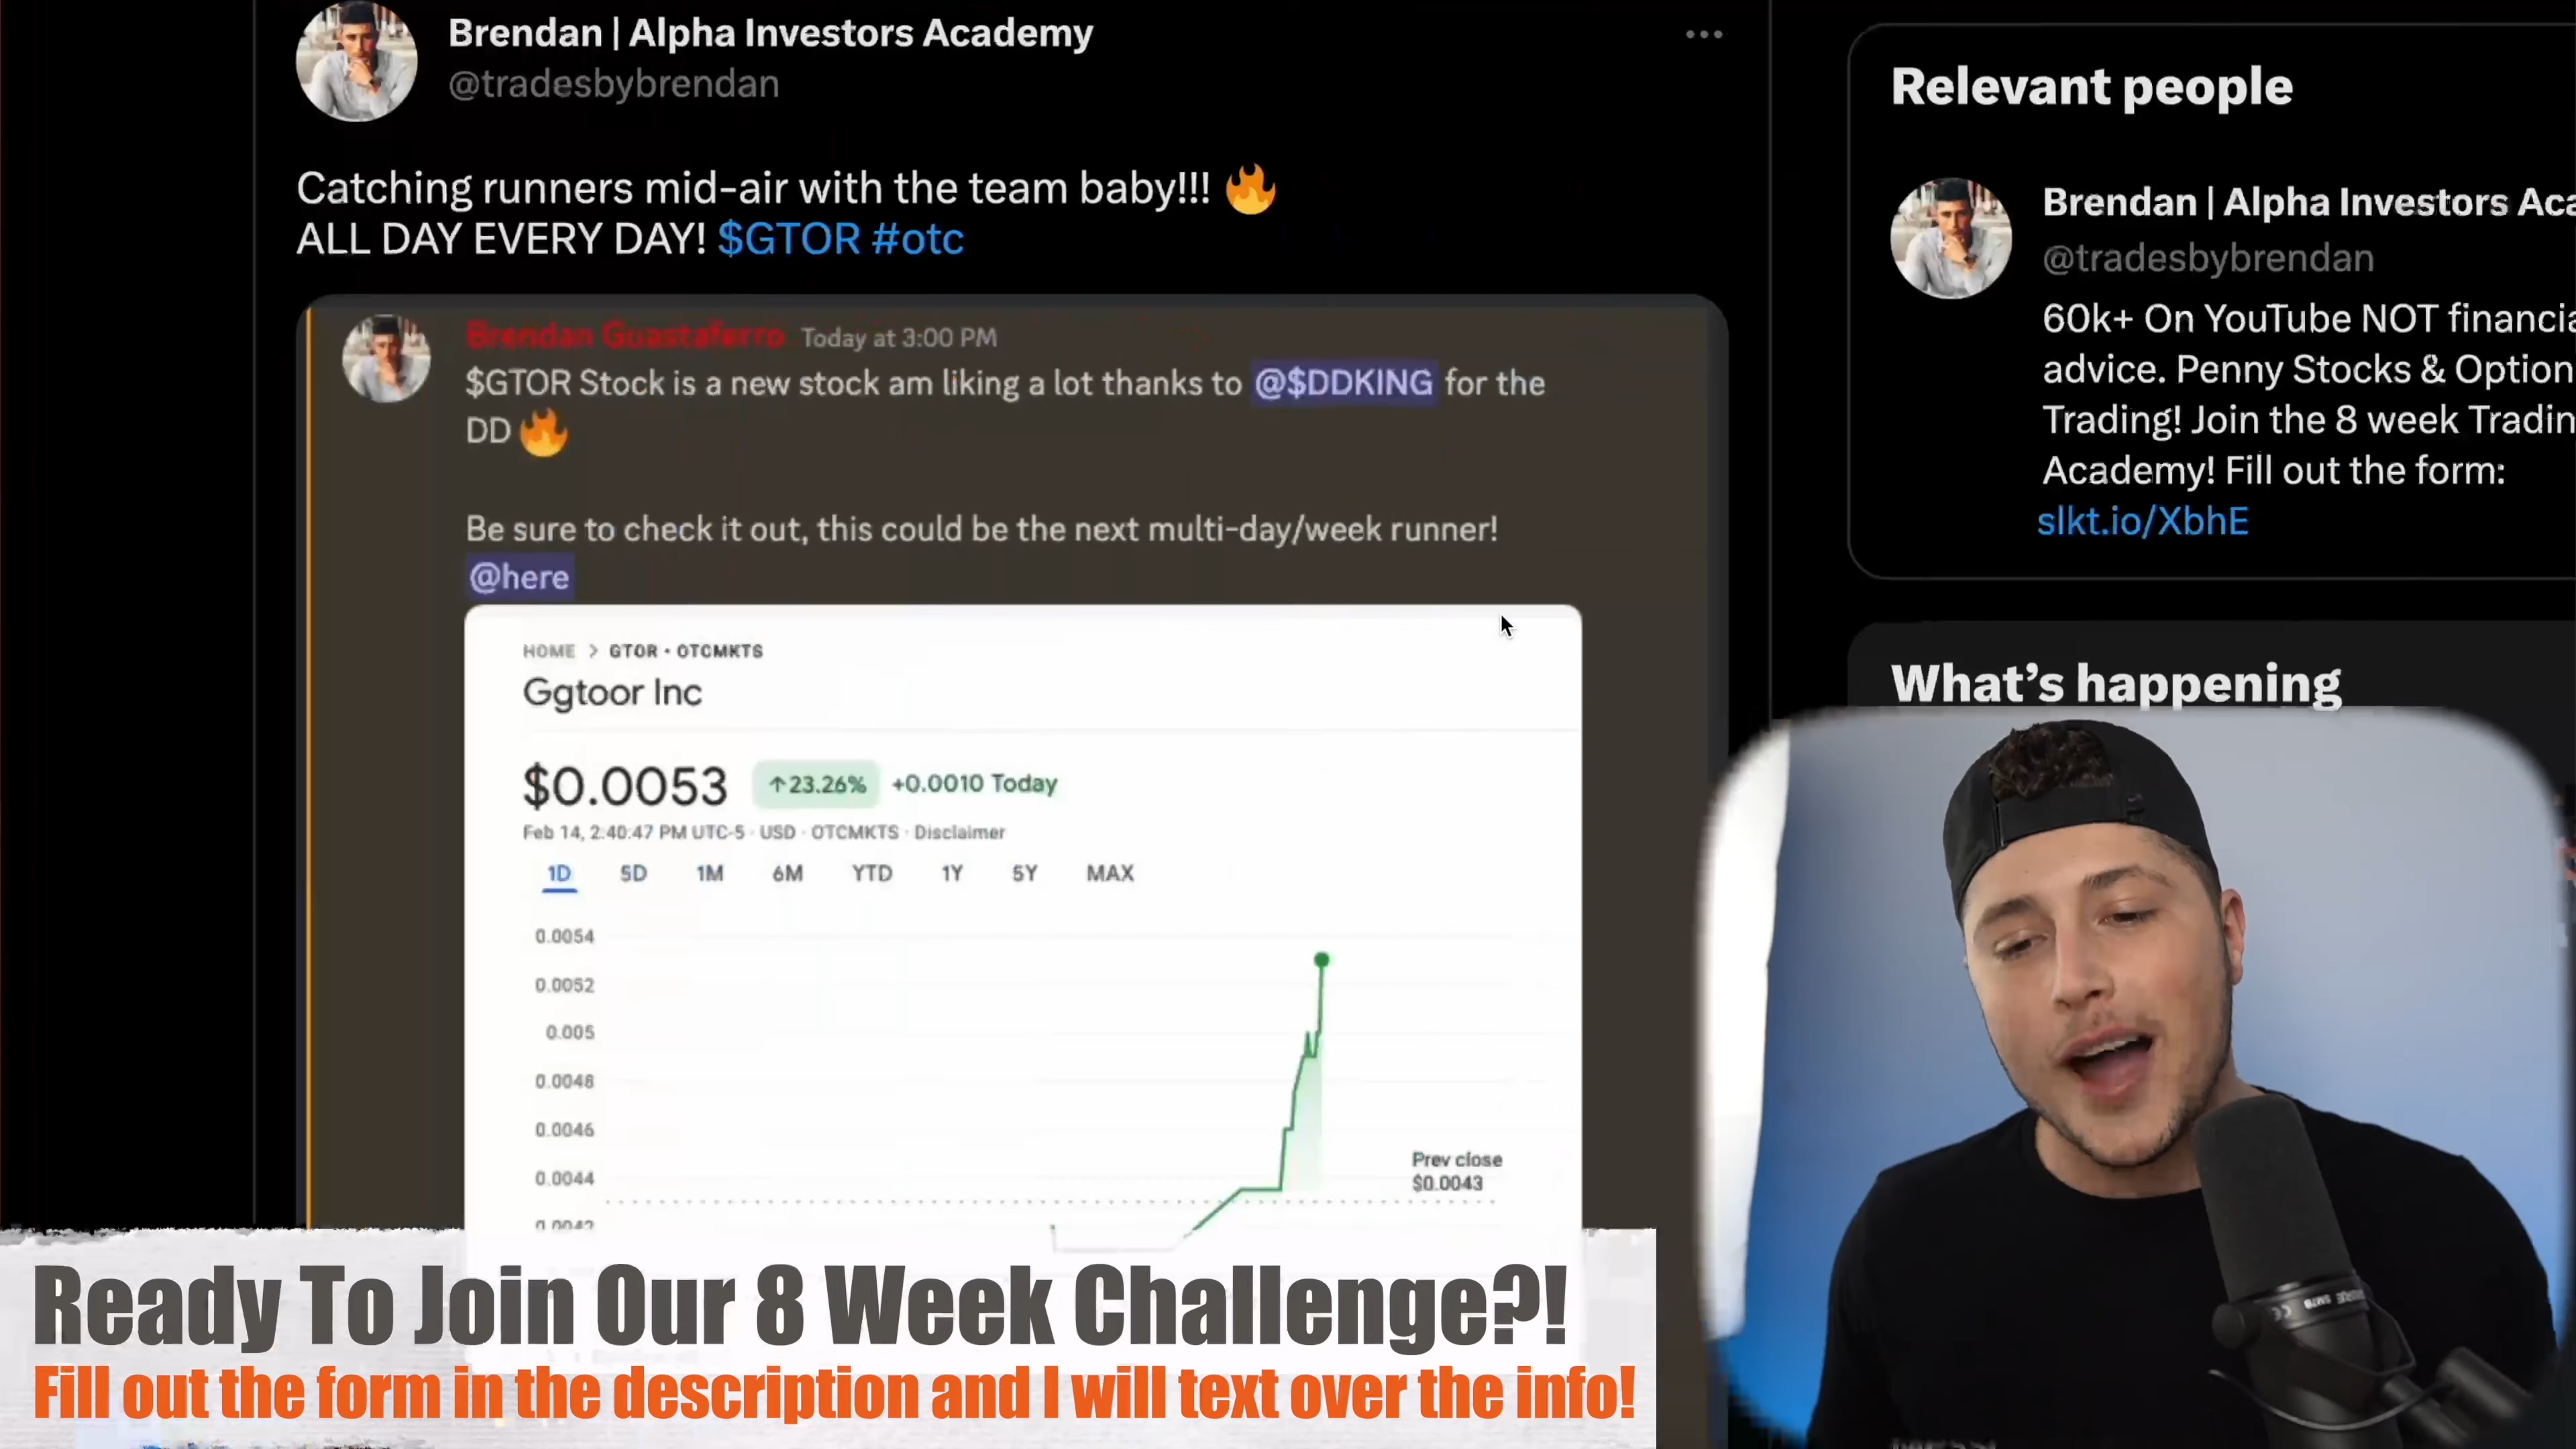 Brendan | Alpha Investors Academy
@tradesbybrendan
Catching runners mid-air with the team baby!!! 🔥
ALL DAY EVERY DAY! $GTOR #otc
Brendan Guastaferro Today at 3:00 PM
$GTOR Stock is a new stock am liking a lot thanks to @$DDKING for the
DD 🔥
Be sure to check it out, this could be the next multi-day/week runner!
@here
HOME > GTOR • OTCMKTS
Ggtoor Inc
$0.0053 ↑23.26% +0.0010 Today
Feb 14, 2:40:47 PM UTC-5 · USD · OTCMKTS · Disclaimer
1D 5D 1M 6M YTD 1Y 5Y MAX
0.0054
0.0052
0.005
0.0048
0.0046
0.0044
0.0042
Prev close
$0.0043
Relevant people
Brendan | Alpha Investors Aca
@tradesbybrendan
60k+ On YouTube NOT financia
advice. Penny Stocks & Option
Trading! Join the 8 week Tradin
Academy! Fill out the form:
slkt.io/XbhE
What's happening
Ready To Join Our 8 Week Challenge?!
Fill out the form in the description and I will text over the info!